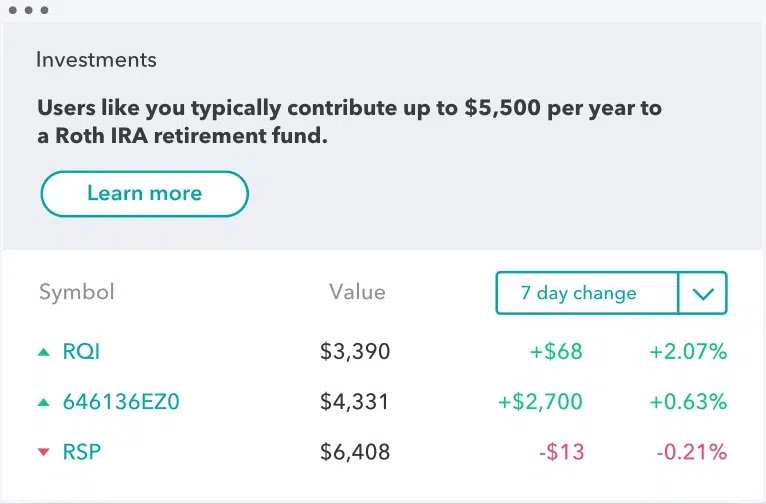 Investments
Users like you typically contribute up to $5,500 per year to
a Roth IRA retirement fund.
Learn more
Symbol Value 7 day change
RQI $3,390 +$68 +2.07%
646136EZ0 $4,331 +$2,700 +0.63%
RSP $6,408 -$13 -0.21%